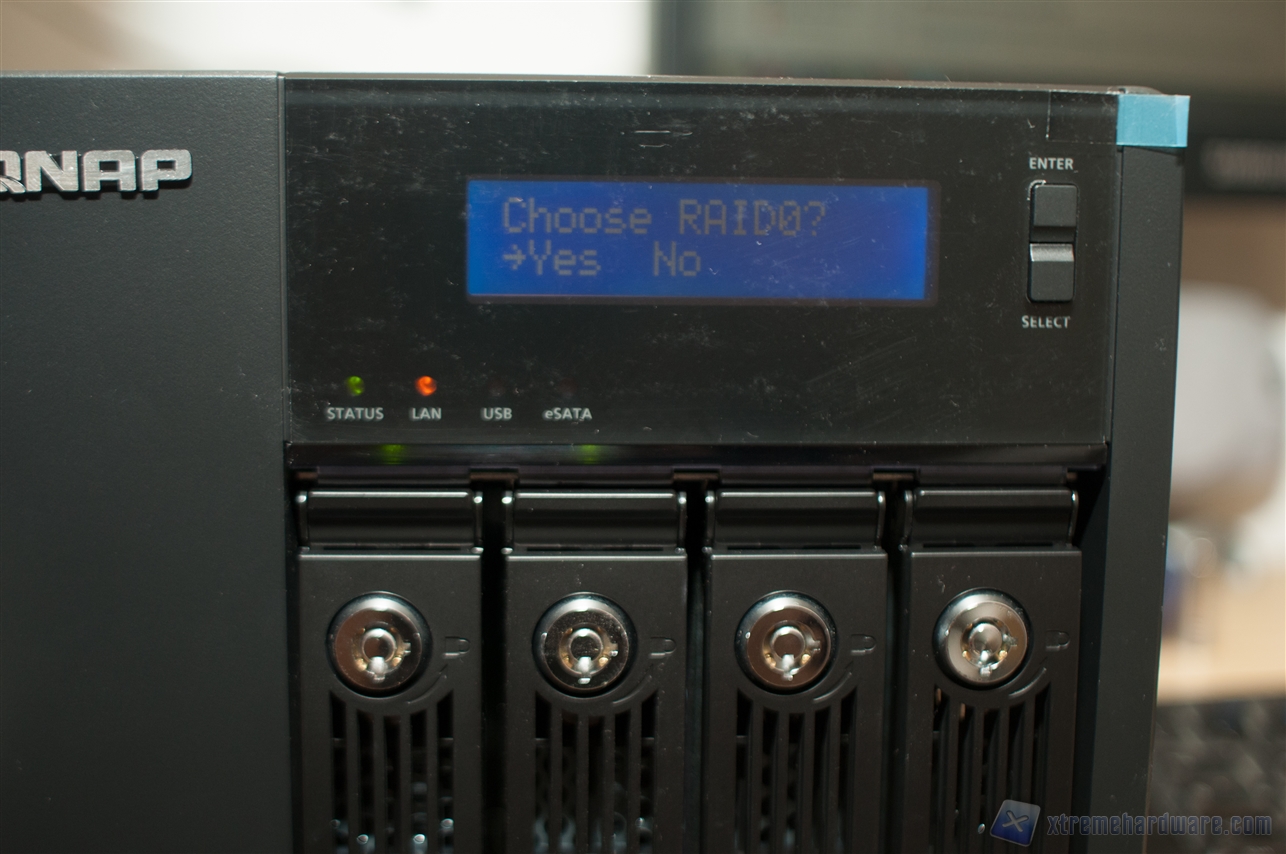 QNAP
Choose RAID0?
→Yes No
ENTER
SELECT
STATUS LAN USB eSATA
xtremehardware.com